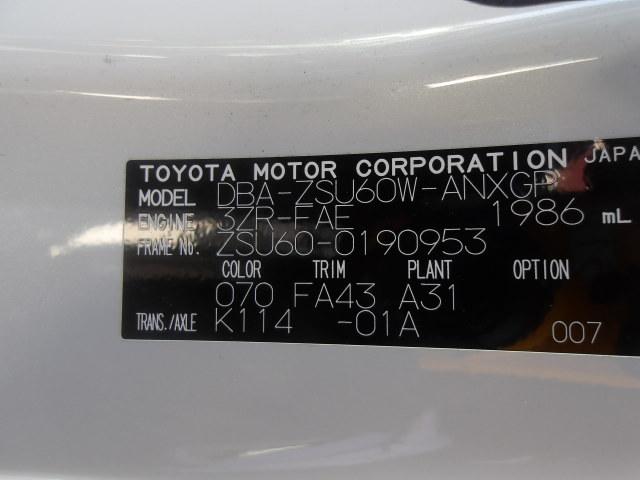 TOYOTA MOTOR CORPORATION JAPA
MODEL DBA-ZSU60W-ANXGP
ENGINE 3ZR-FAE 1986 mL
FRAME No. ZSU60-0190953
COLOR TRIM PLANT OPTION
070 FA43 A31
TRANS./AXLE K114 -01A 007